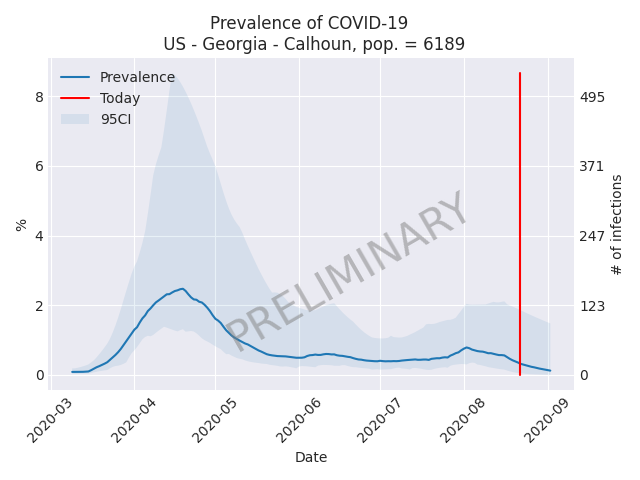 Prevalence of COVID-19
US - Georgia - Calhoun, pop. = 6189
Prevalence
Today
95CI
8
6
4
2
0
%
495
371
247
123
0
# of infections
PRELIMINARY
2020-03
2020-04
2020-05
2020-06
2020-07
2020-08
2020-09
Date